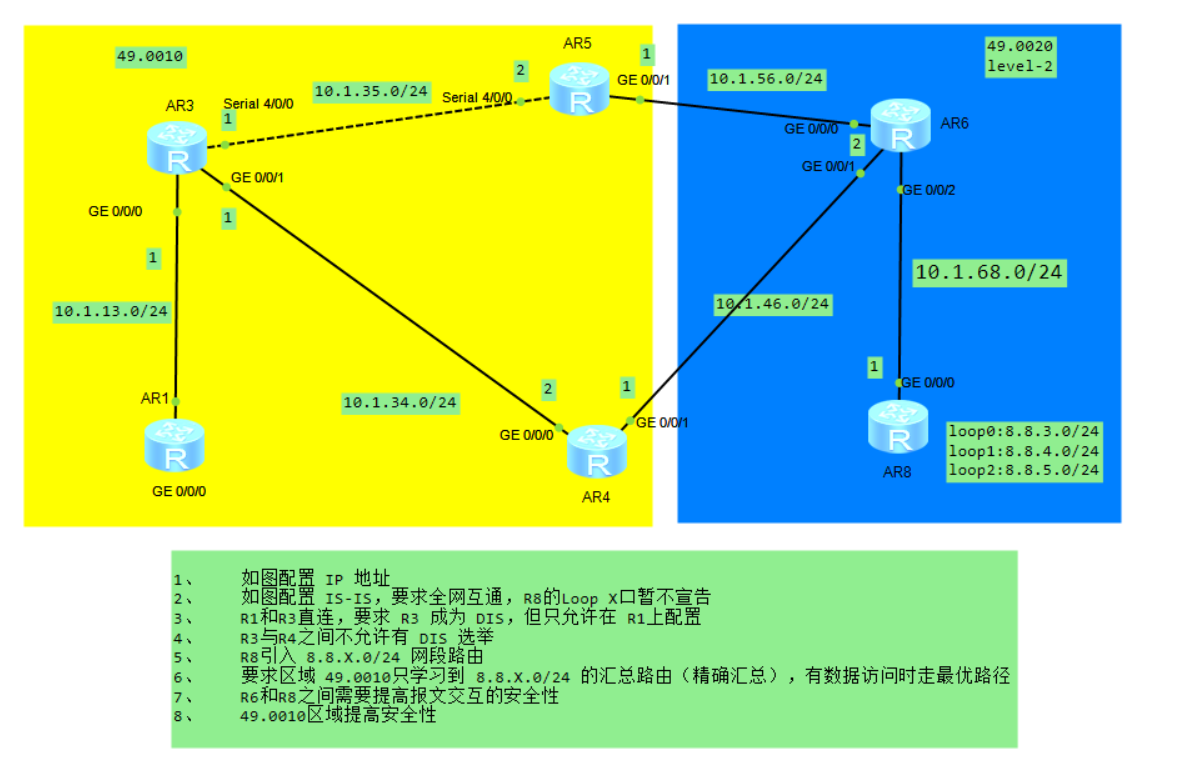 49.0010
AR5
1
49.0020
level-2
2
GE 0/0/1
10.1.56.0/24
10.1.35.0/24
Serial 4/0/0
AR3
Serial 4/0/0
1
R
R
GE 0/0/0
AR6
R
2
GE 0/0/1
GE 0/0/1
GE 0/0/2
GE 0/0/0
1
1
10.1.68.0/24
10.1.13.0/24
10.1.46.0/24
1
GE 0/0/0
2
1
AR1
10.1.34.0/24
GE 0/0/0
GE 0/0/1
R
R
R
loop0:8.8.3.0/24
loop1:8.8.4.0/24
loop2:8.8.5.0/24
AR8
GE 0/0/0
AR4
1、 如图配置 IP 地址
2、 如图配置 IS-IS，要求全网互通，R8的Loop X口暂不宣告
3、 R1和R3直连，要求 R3 成为 DIS，但只允许在 R1上配置
4、 R3与R4之间不允许有 DIS 选举
5、 R8引入 8.8.X.0/24 网段路由
6、 要求区域 49.0010只学习到 8.8.X.0/24 的汇总路由（精确汇总），有数据访问时走最优路径
7、 R6和R8之间需要提高报文交互的安全性
8、 49.0010区域提高安全性